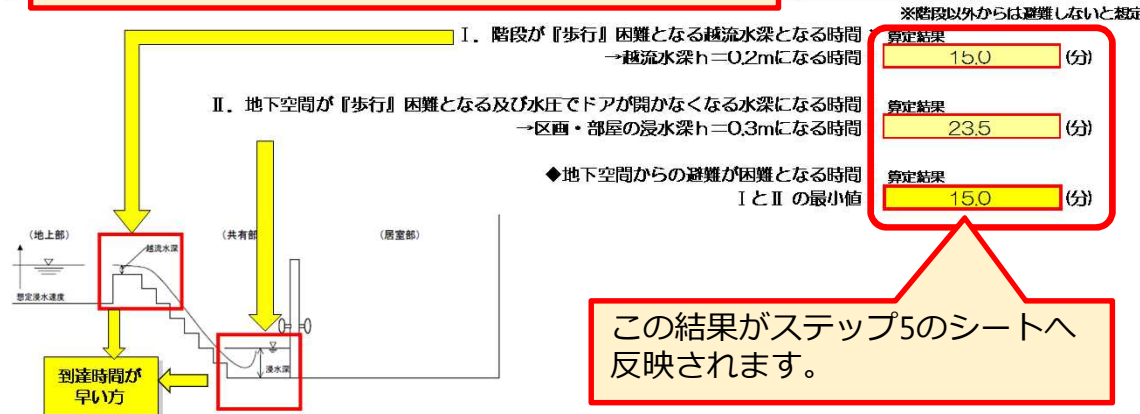 ※階段以外からは避難しないと想定
Ⅰ．階段が『歩行』困難となる越流水深となる時間
→越流水深h＝0.2mになる時間
算定結果
15.0 (分)
Ⅱ．地下空間が『歩行』困難となる及び水圧でドアが開かなくなる水深になる時間
→区画・部屋の浸水深h＝0.3mになる時間
算定結果
23.5 (分)
◆地下空間からの避難が困難となる時間
ⅠとⅡ の最小値
算定結果
15.0 (分)
(地上部)
(共有部
(居室部)
越流水深
想定浸水速度
浸水深
到達時間が
早い方
この結果がステップ5のシートへ
反映されます。